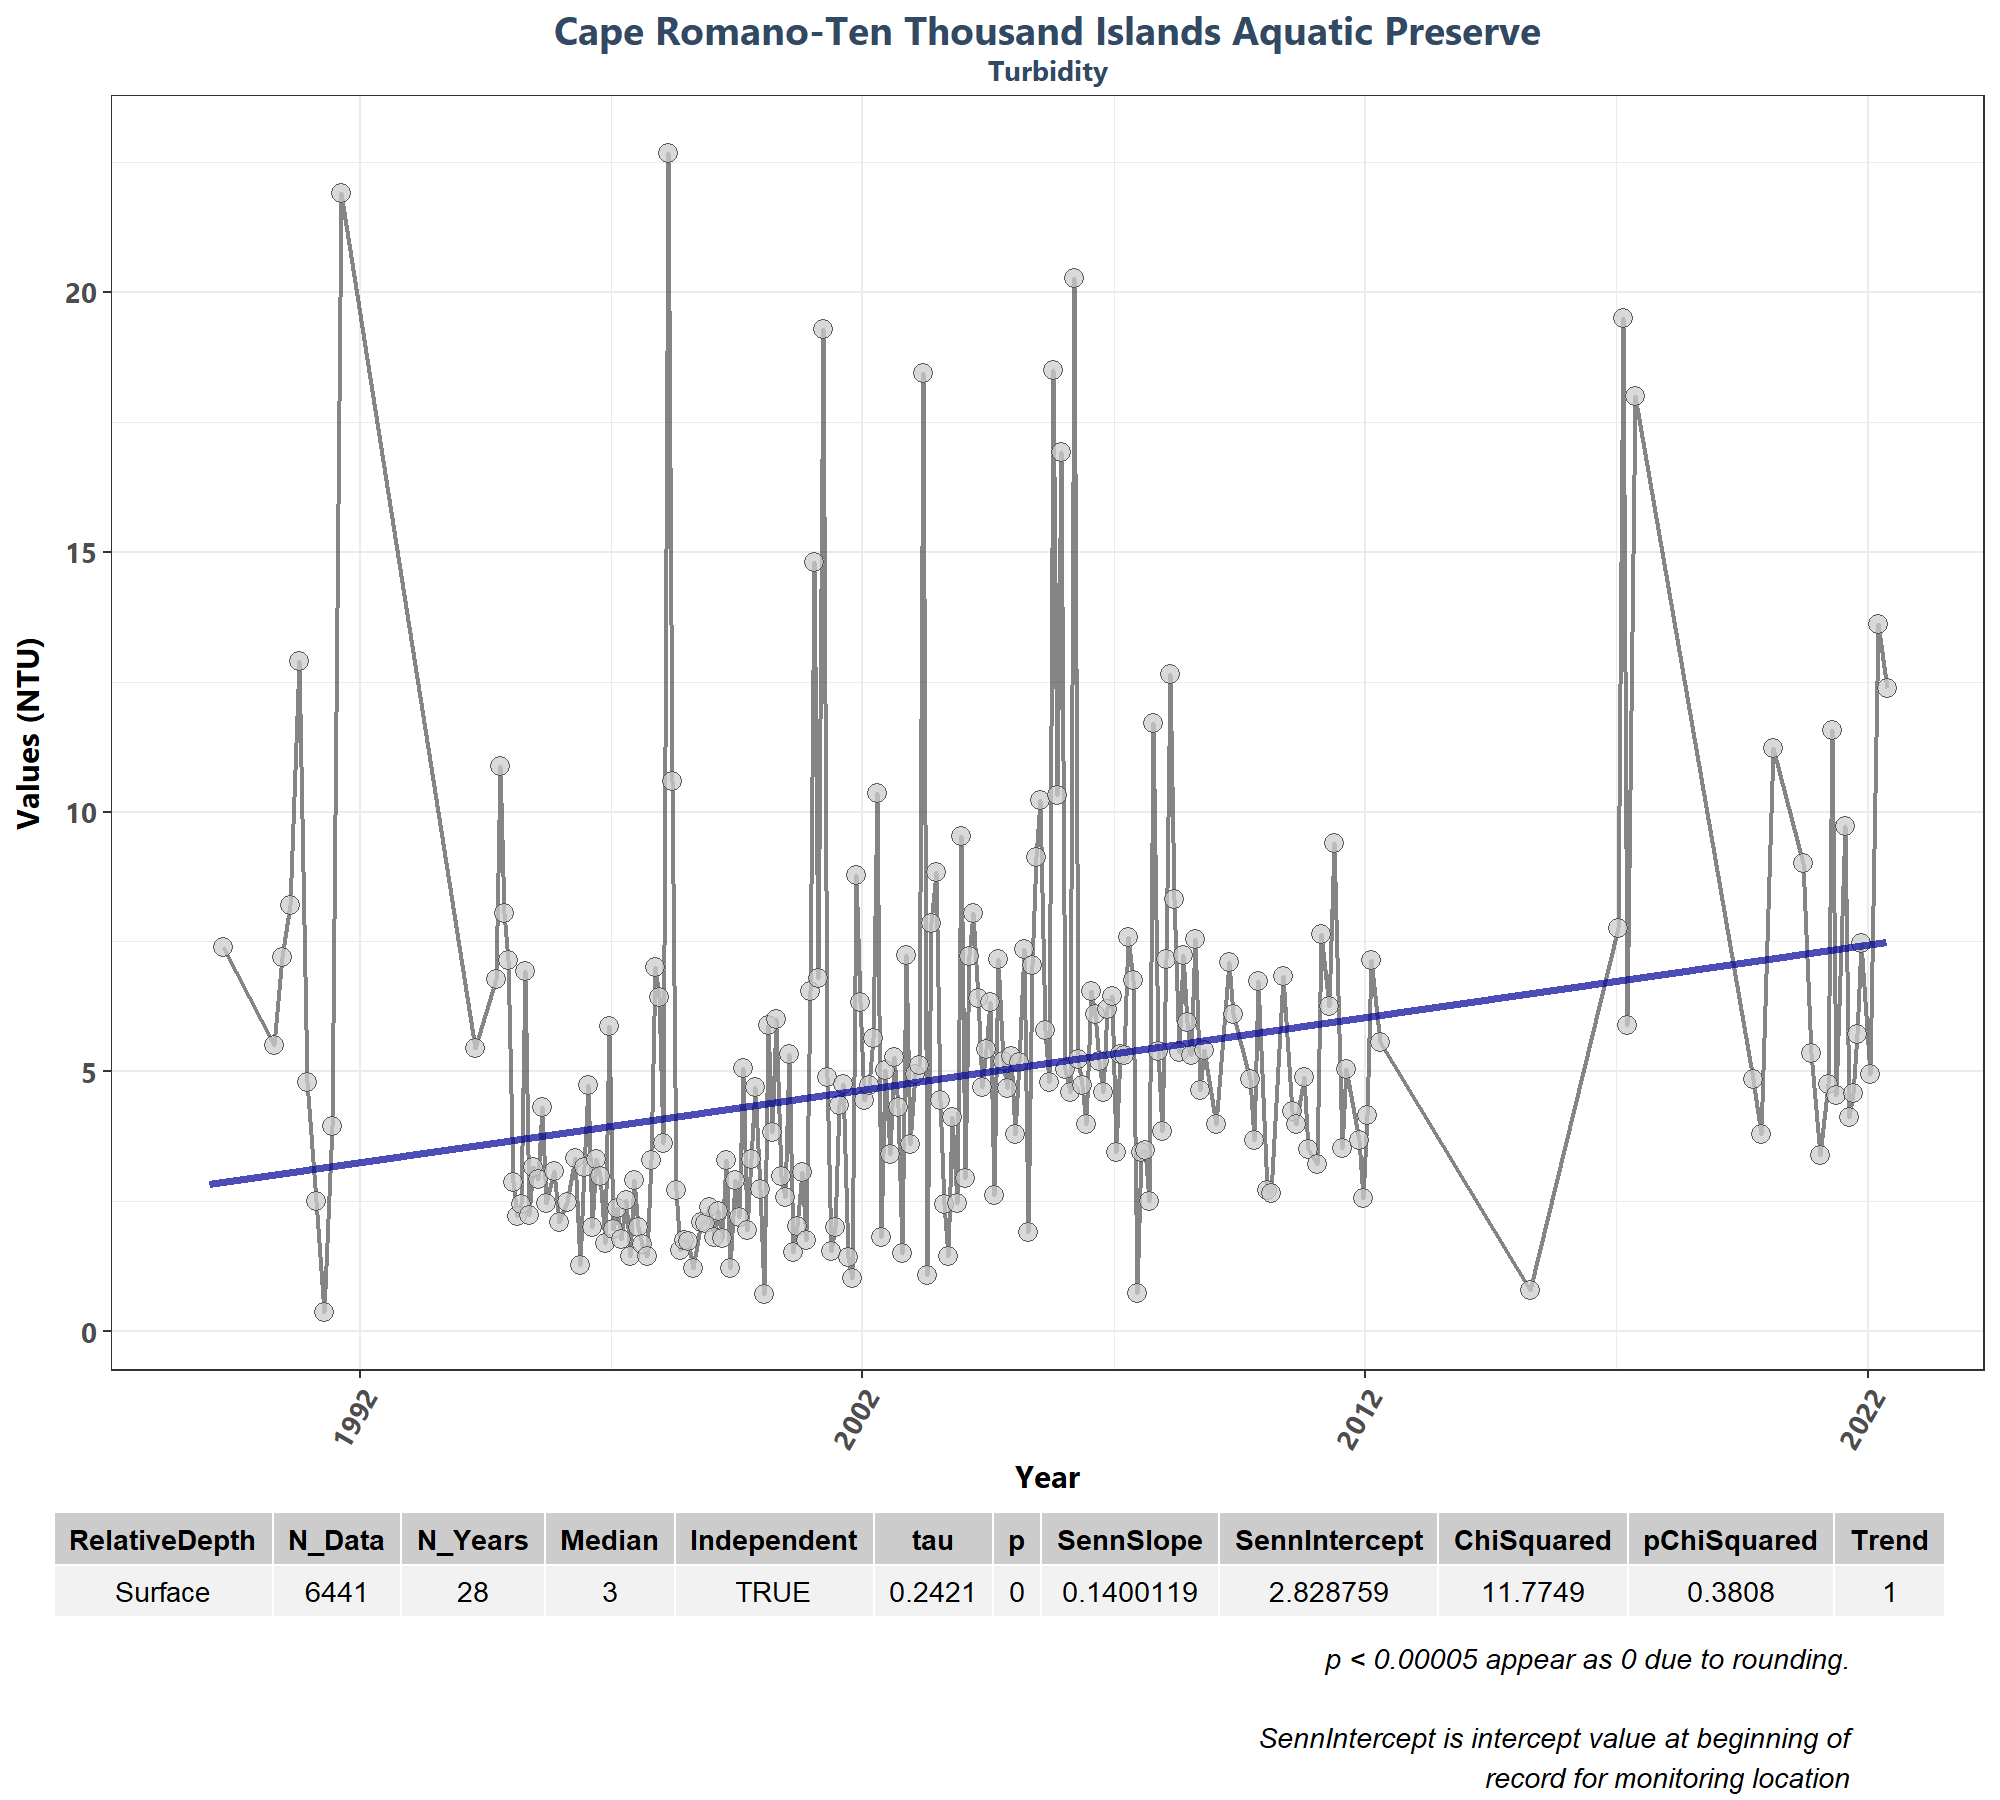 Cape Romano-Ten Thousand Islands Aquatic Preserve
Turbidity
Values (NTU)
20
15
10
5
0
1992
2002
2012
2022
Year
RelativeDepth N_Data N_Years Median Independent tau p SennSlope SennIntercept ChiSquared pChiSquared Trend
Surface 6441 28 3 TRUE 0.2421 0 0.1400119 2.828759 11.7749 0.3808 1
p < 0.00005 appear as 0 due to rounding.
SennIntercept is intercept value at beginning of
record for monitoring location